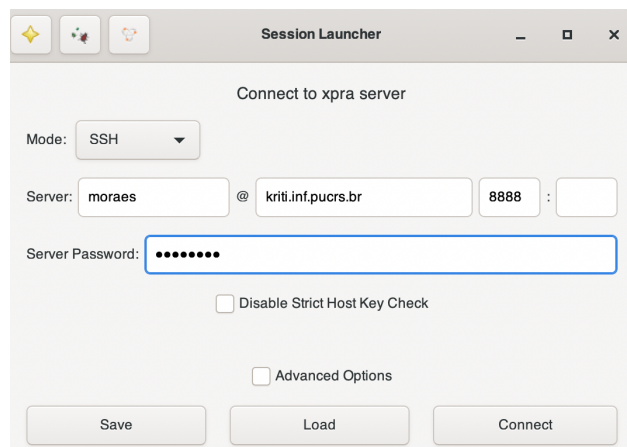 Session Launcher
Connect to xpra server
Mode: SSH
Server: moraes @ kriti.inf.pucrs.br 8888 :
Server Password: ●●●●●●●●
Disable Strict Host Key Check
Advanced Options
Save Load Connect